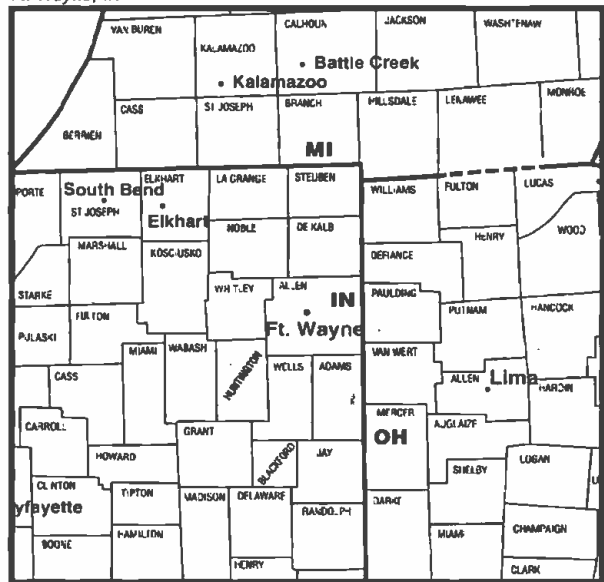 VAN BUREN
CALHOUN
JACKSON
WASHTENAW
KALAMAZOO
Battle Creek
Kalamazoo
CASS
ST JOSEPH
BRANCH
HILLSDALE
LENAWEE
MONROE
BERRIEN
MI
PORTE
South Bend
ELKHART
LA GRANGE
STEUBEN
WILLIAMS
FULTON
LUCAS
ST JOSEPH
Elkhart
NOBLE
DE KALB
HENRY
WOOD
MARSHALL
KOSCIUSKO
DEFIANCE
WHITLEY
ALLEN
IN
PAULDING
STARKE
FULTON
Ft. Wayne
PUTNAM
HANCOCK
PULASKI
MIAMI
WABASH
HUNTINGTON
WELLS
ADAMS
VAN WERT
CASS
ALLEN
Lima
HARDIN
CARROLL
GRANT
MERCER
AUGLAIZE
HOWARD
BLACKFORD
JAY
OH
LOGAN
CLINTON
SHELBY
yfayette
TIPTON
MADISON
DELAWARE
RANDOLPH
DARKE
BOONE
HAMILTON
MIAMI
CHAMPAIGN
HENRY
CLARK